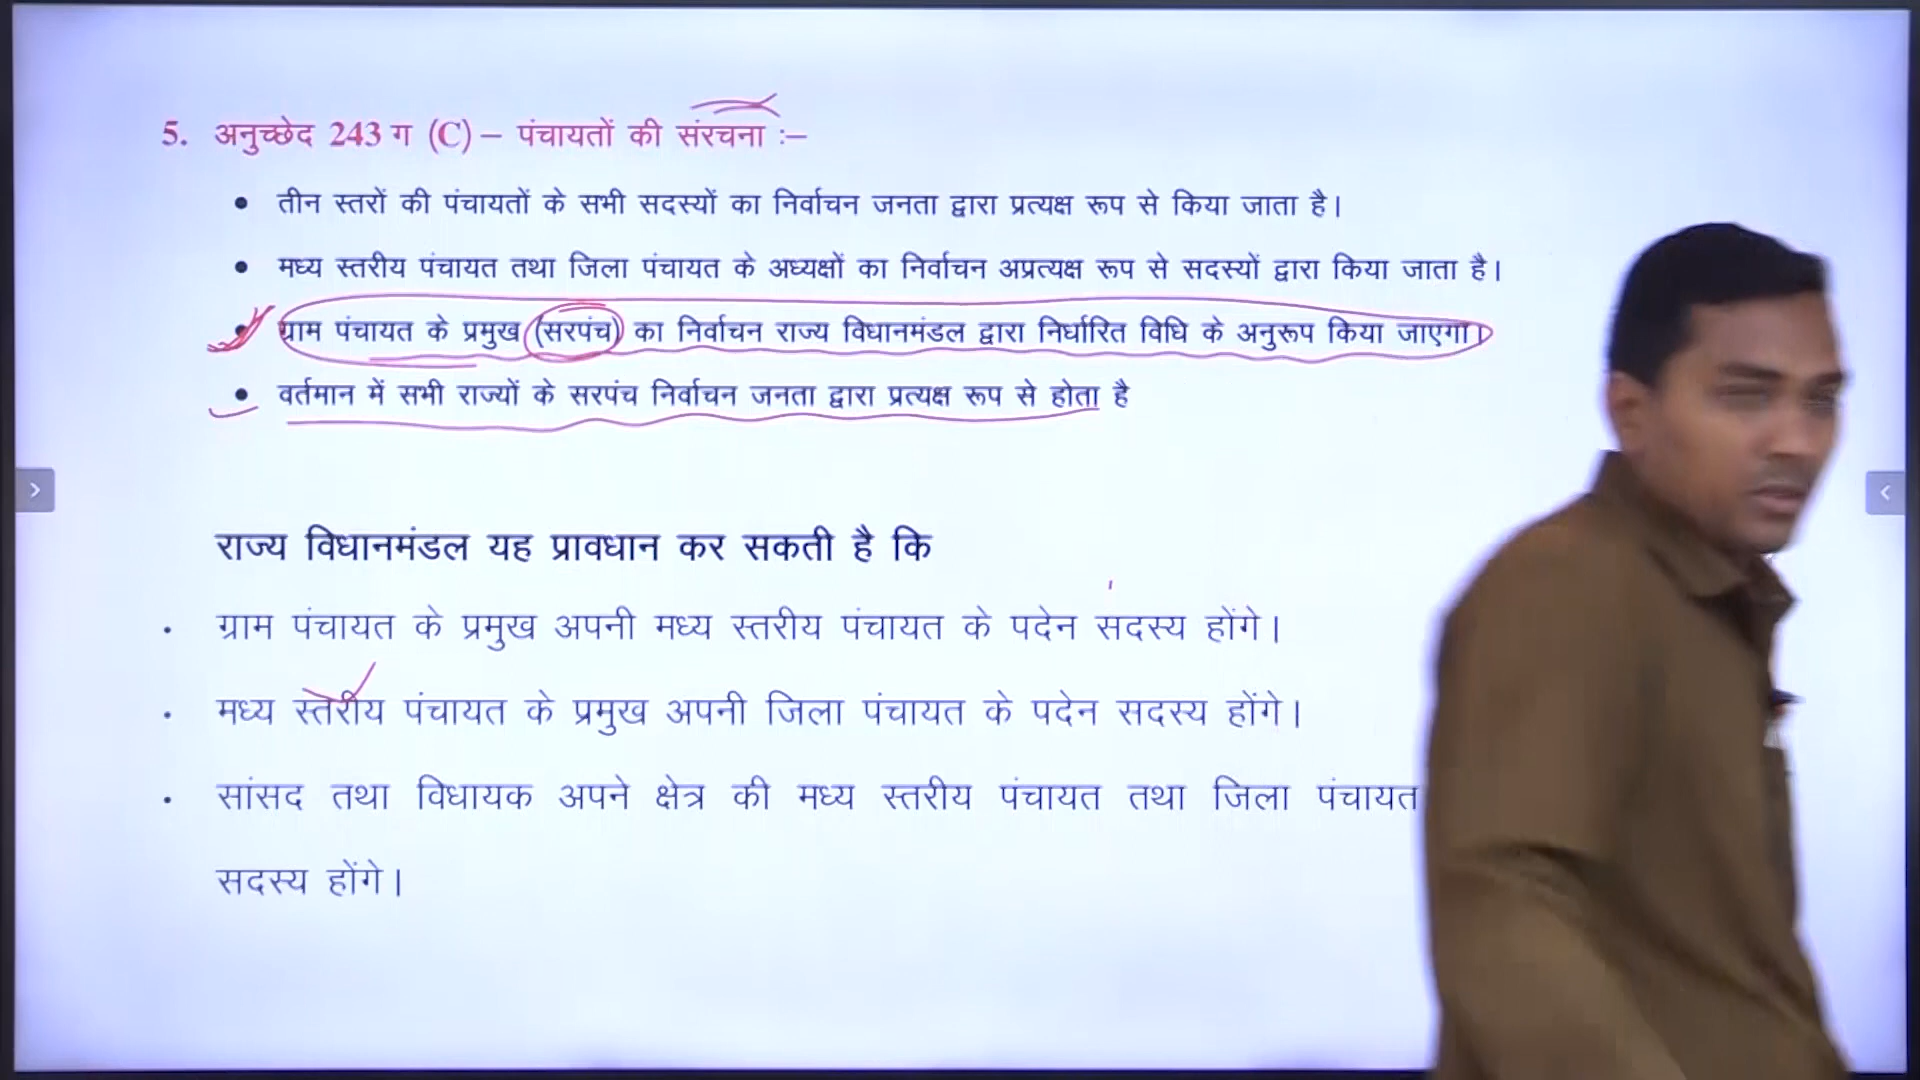 5. अनुच्छेद 243 ग (C) – पंचायतों की संरचना :–
• तीन स्तरों की पंचायतों के सभी सदस्यों का निर्वाचन जनता द्वारा प्रत्यक्ष रूप से किया जाता है।
• मध्य स्तरीय पंचायत तथा जिला पंचायत के अध्यक्षों का निर्वाचन अप्रत्यक्ष रूप से सदस्यों द्वारा किया जाता है।
• ग्राम पंचायत के प्रमुख (सरपंच) का निर्वाचन राज्य विधानमंडल द्वारा निर्धारित विधि के अनुरूप किया जाएगा।
• वर्तमान में सभी राज्यों के सरपंच निर्वाचन जनता द्वारा प्रत्यक्ष रूप से होता है
राज्य विधानमंडल यह प्रावधान कर सकती है कि
• ग्राम पंचायत के प्रमुख अपनी मध्य स्तरीय पंचायत के पदेन सदस्य होंगे।
• मध्य स्तरीय पंचायत के प्रमुख अपनी जिला पंचायत के पदेन सदस्य होंगे।
• सांसद तथा विधायक अपने क्षेत्र की मध्य स्तरीय पंचायत तथा जिला पंचायत
सदस्य होंगे।